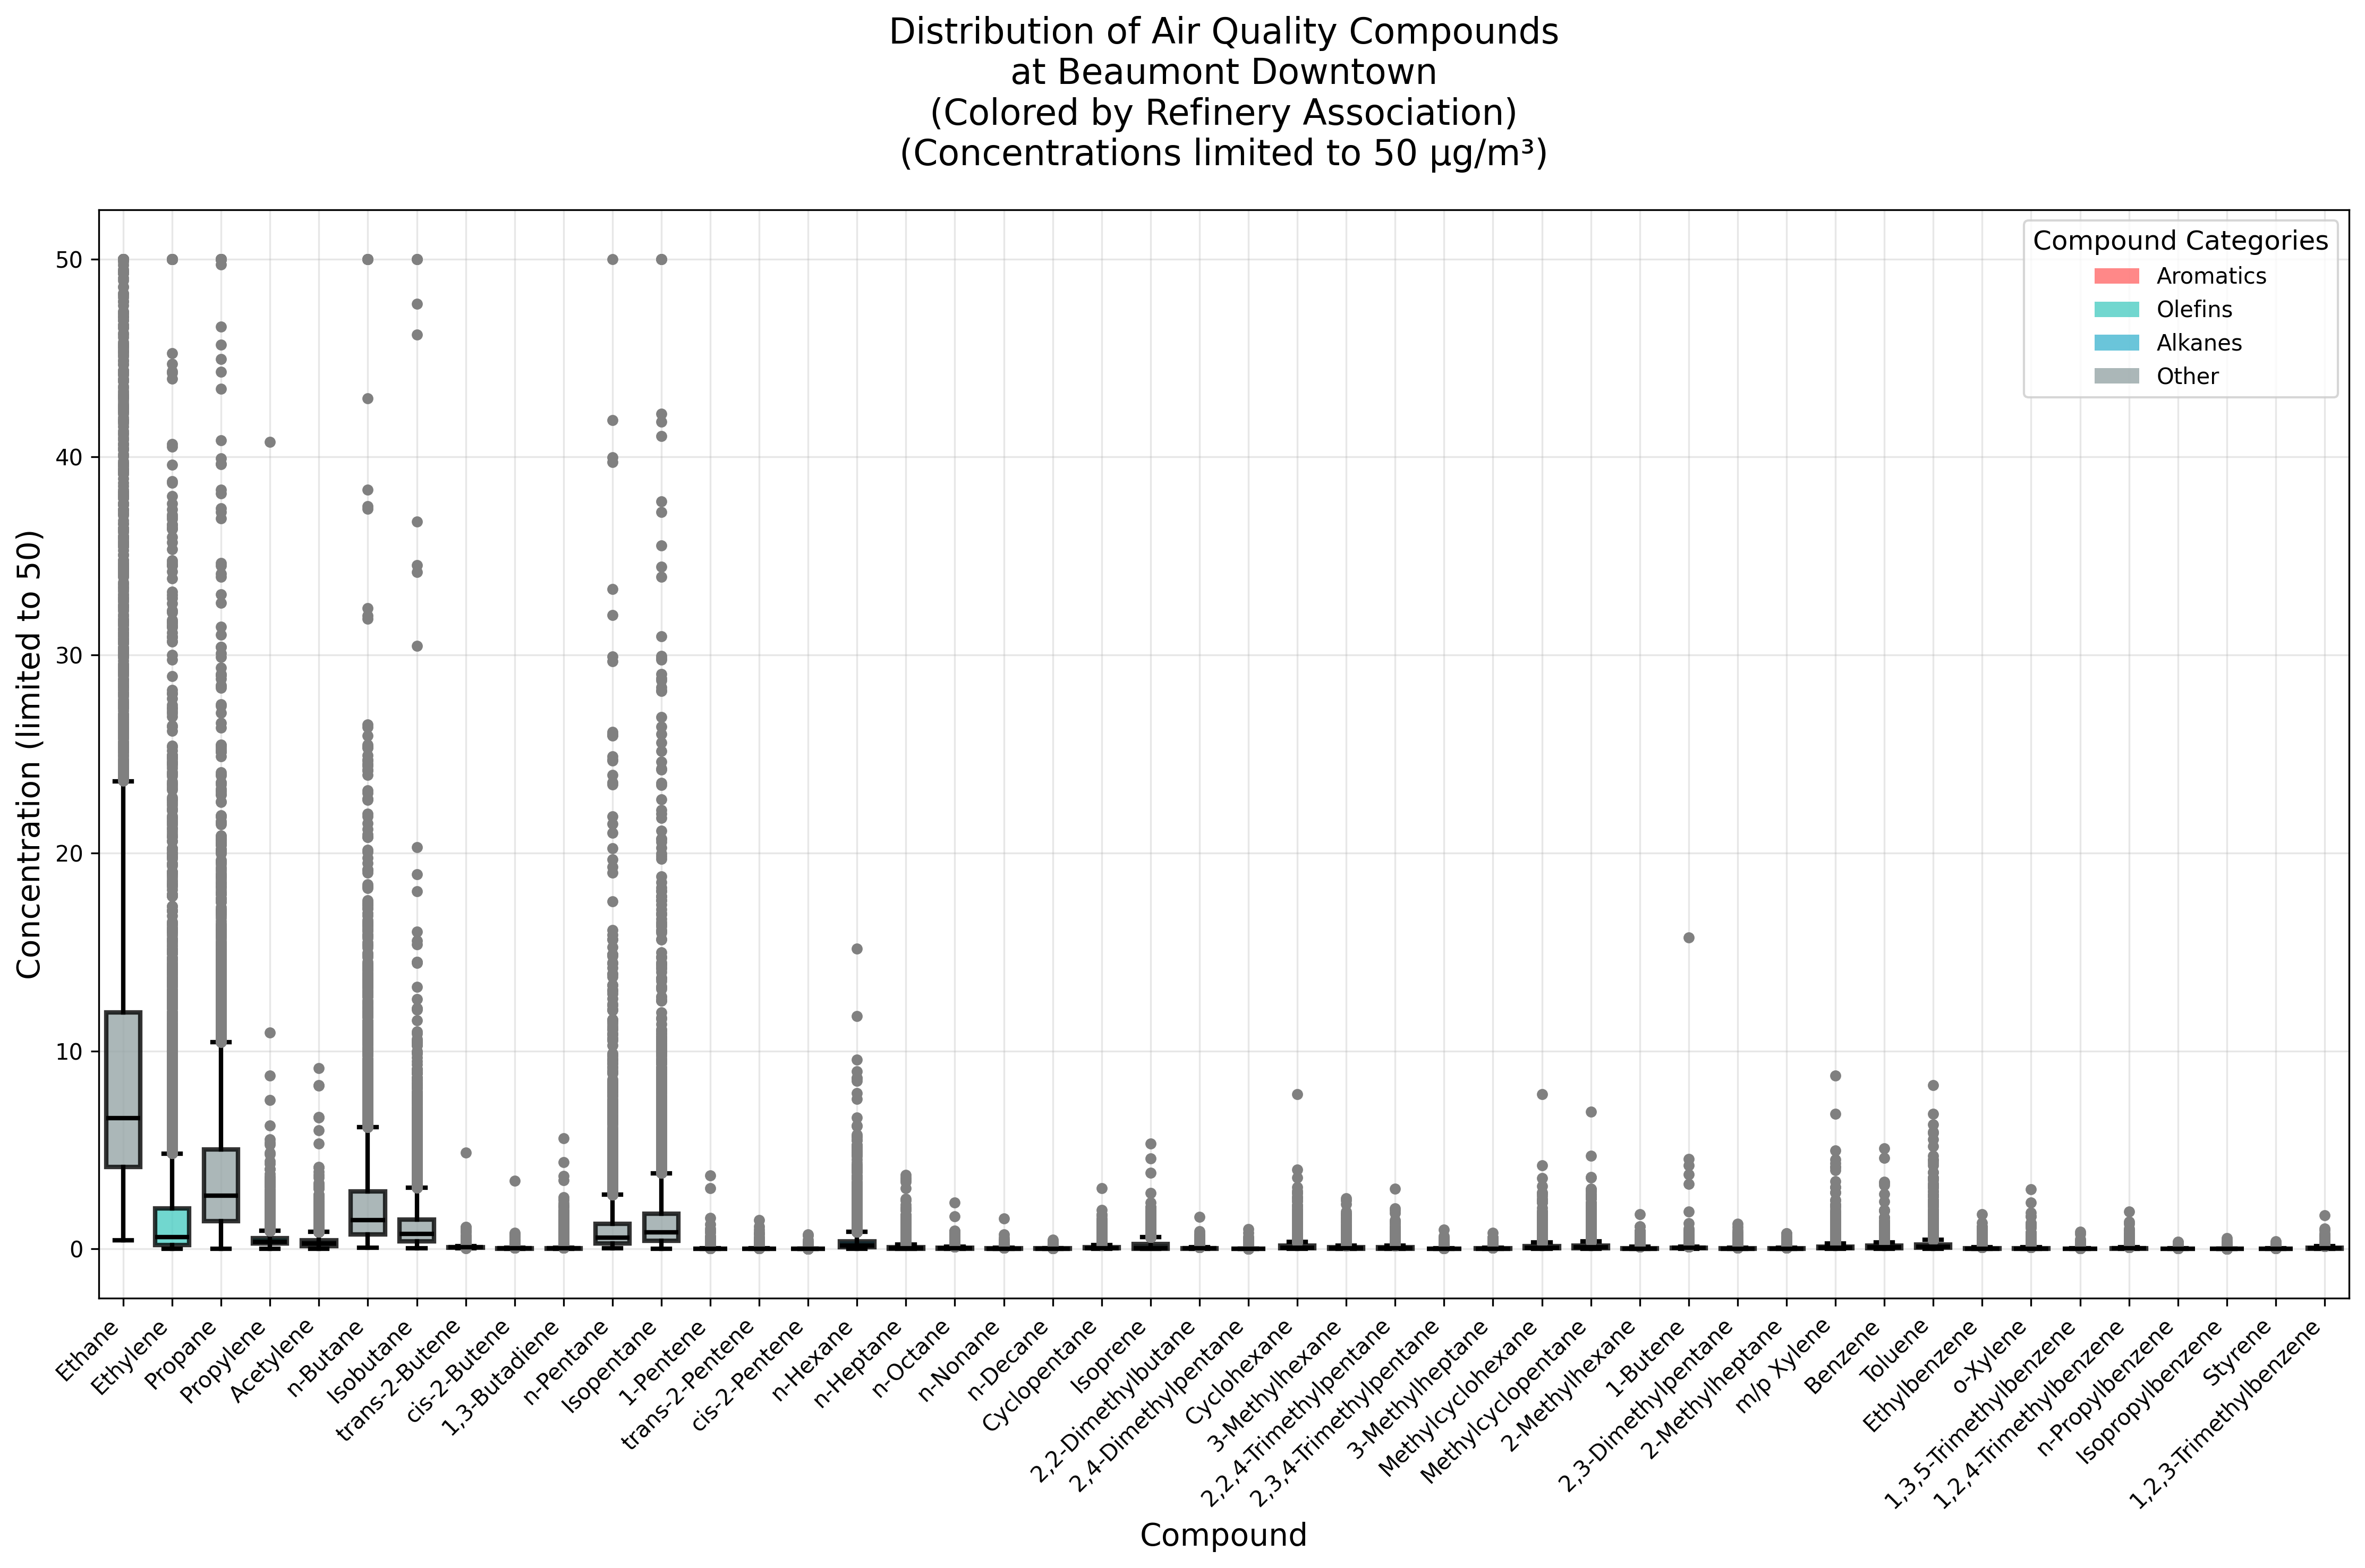 Distribution of Air Quality Compounds
at Beaumont Downtown
(Colored by Refinery Association)
(Concentrations limited to 50 µg/m³)
Compound Categories
Aromatics
Olefins
Alkanes
Other
Concentration (limited to 50)
50
40
30
20
10
0
Ethane
Ethylene
Propane
Propylene
Acetylene
n-Butane
Isobutane
trans-2-Butene
cis-2-Butene
1,3-Butadiene
n-Pentane
Isopentane
1-Pentene
trans-2-Pentene
cis-2-Pentene
n-Hexane
n-Heptane
n-Octane
n-Nonane
n-Decane
Cyclopentane
Isoprene
2,2-Dimethylbutane
2,4-Dimethylpentane
Cyclohexane
3-Methylhexane
2,2,4-Trimethylpentane
2,3,4-Trimethylpentane
3-Methylheptane
Methylcyclohexane
Methylcyclopentane
2-Methylhexane
1-Butene
2,3-Dimethylpentane
2-Methylheptane
m/p Xylene
Benzene
Toluene
Ethylbenzene
o-Xylene
1,3,5-Trimethylbenzene
1,2,4-Trimethylbenzene
n-Propylbenzene
Isopropylbenzene
Styrene
1,2,3-Trimethylbenzene
Compound